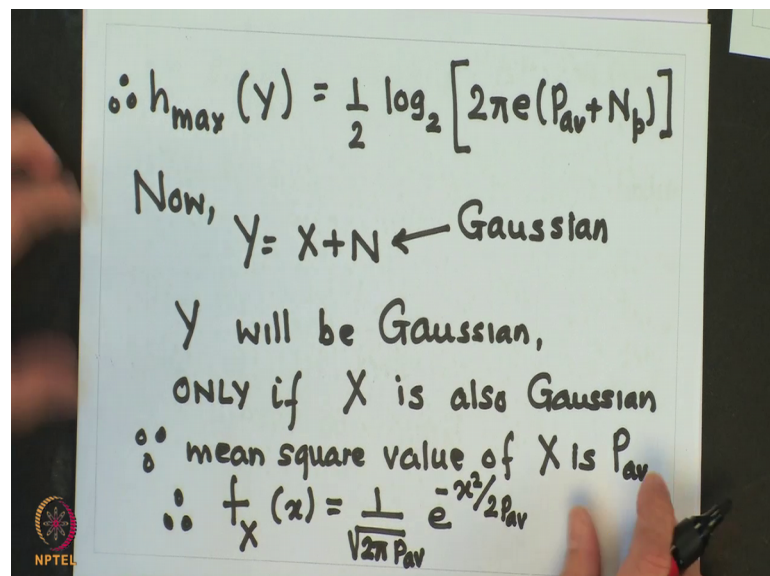 ∴ h_max (Y) = 1/2 log₂ [2πe(P_av + N_p)]
Now,
Y = X+N ← Gaussian
Y will be Gaussian,
ONLY if X is also Gaussian
∵ mean square value of X is P_av
∴ f_X (x) = 1/√(2π P_av) e^(-x²/2P_av)
NPTEL